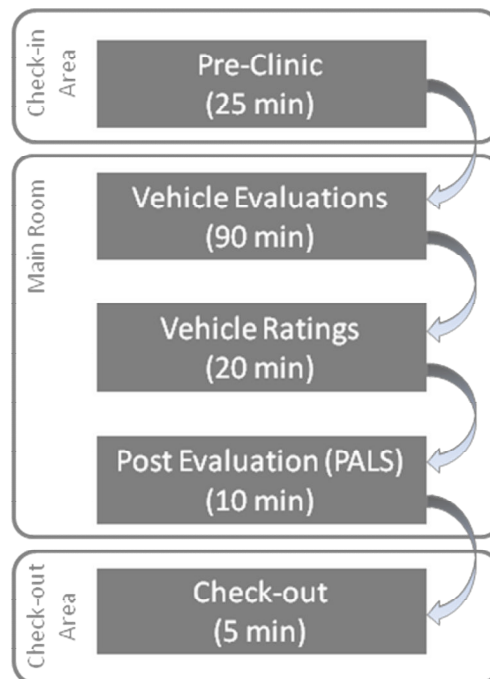 Check-in
Area
Pre-Clinic
(25 min)
Main Room
Vehicle Evaluations
(90 min)
Vehicle Ratings
(20 min)
Post Evaluation (PALS)
(10 min)
Check-out
Area
Check-out
(5 min)